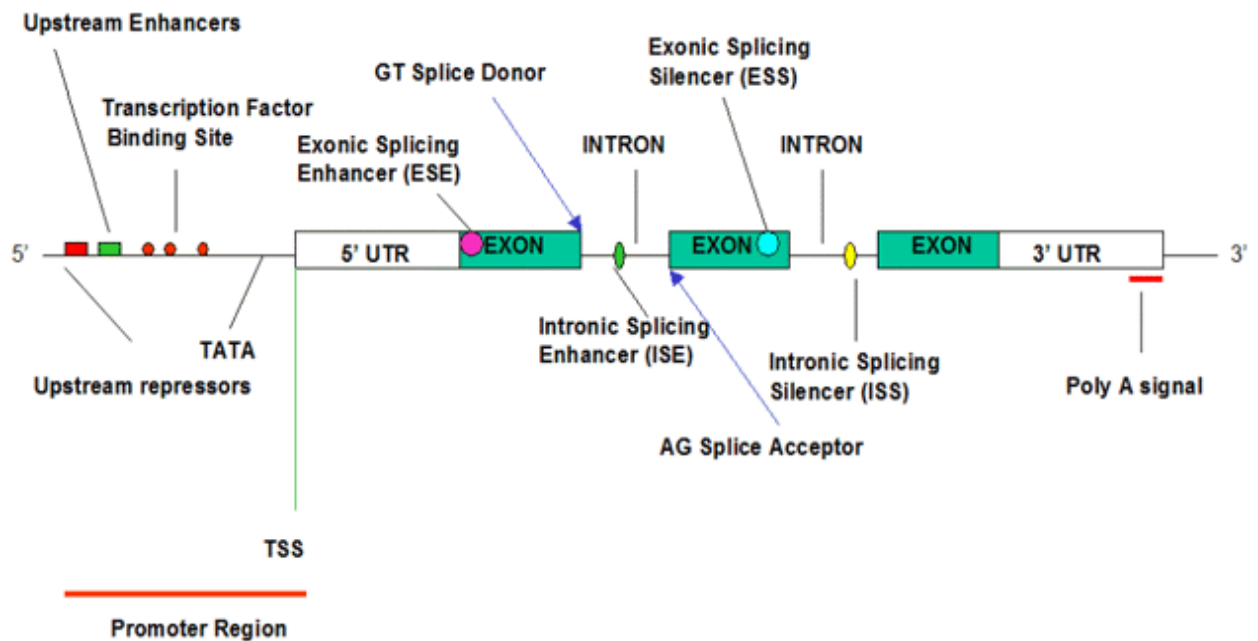 Upstream Enhancers
Exonic Splicing
Silencer (ESS)
GT Splice Donor
Transcription Factor
Binding Site
Exonic Splicing
Enhancer (ESE)
INTRON
INTRON
5'
5' UTR
EXON
EXON
EXON
3' UTR
3'
TATA
Upstream repressors
Intronic Splicing
Enhancer (ISE)
Intronic Splicing
Silencer (ISS)
Poly A signal
AG Splice Acceptor
TSS
Promoter Region